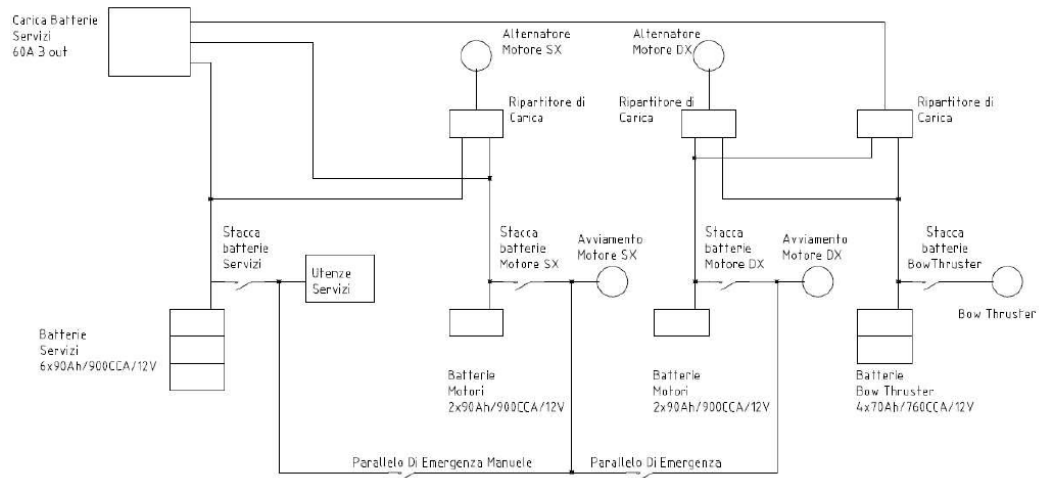 Carica Batterie
Servizi
60A 3 out
Alternatore
Motore SX
Alternatore
Motore DX
Ripartitore di
Carica
Ripartitore di
Carica
Ripartitore di
Carica
Stacca
batterie
Servizi
Utenze
Servizi
Stacca
batterie
Motore SX
Avviamento
Motore SX
Stacca
batterie
Motore DX
Avviamento
Motore DX
Stacca
batterie
BowThruster
Bow Thruster
Batterie
Servizi
6x90Ah/900CCA/12V
Batterie
Motori
2x90Ah/900CCA/12V
Batterie
Motori
2x90Ah/900CCA/12V
Batterie
Bow Thruster
4x70Ah/760CCA/12V
Parallelo Di Emergenza Manuele
Parallelo Di Emergenza